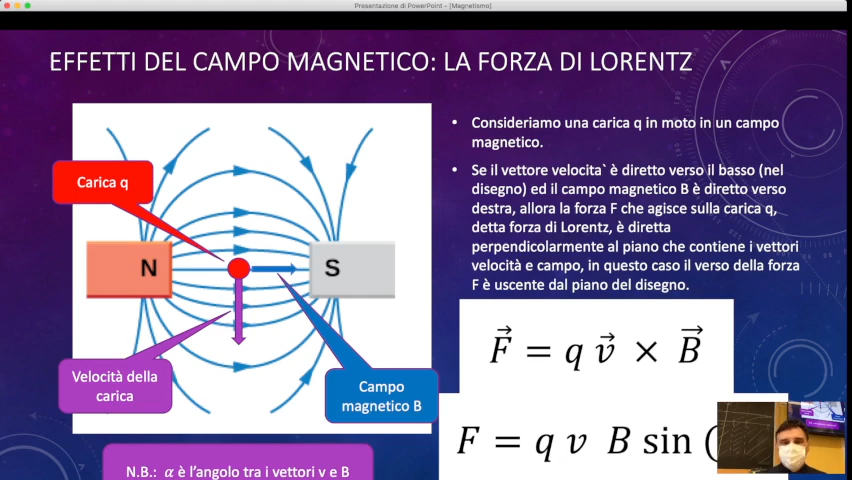 Presentazione di PowerPoint - [Magnetismo]
EFFETTI DEL CAMPO MAGNETICO: LA FORZA DI LORENTZ
Carica q
N
S
Velocità della
carica
Campo
magnetico B
N.B.: α è l'angolo tra i vettori v e B
• Consideriamo una carica q in moto in un campo
magnetico.
• Se il vettore velocita` è diretto verso il basso (nel
disegno) ed il campo magnetico B è diretto verso
destra, allora la forza F che agisce sulla carica q,
detta forza di Lorentz, è diretta
perpendicolarmente al piano che contiene i vettori
velocità e campo, in questo caso il verso della forza
F è uscente dal piano del disegno.
F⃗ = q v⃗ × B⃗
F = q v B sin (